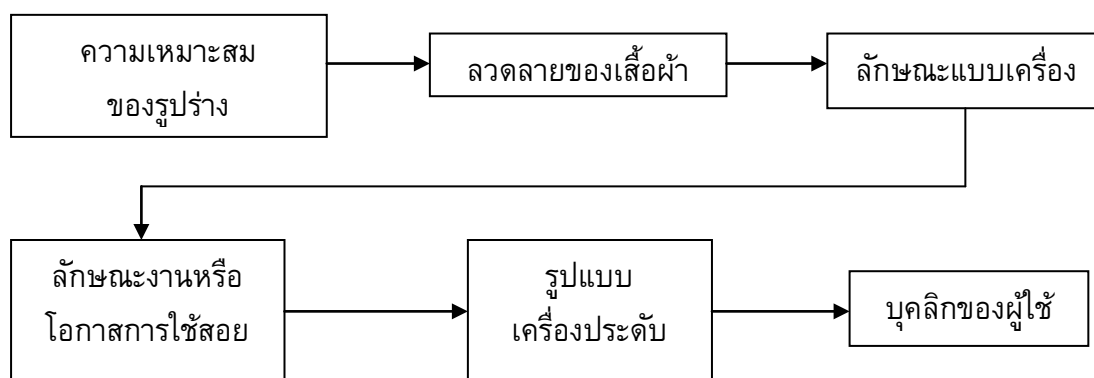 ความเหมาะสม
ของรูปร่าง
ลวดลายของเสื้อผ้า
ลักษณะแบบเครื่อง
ลักษณะงานหรือ
โอกาสการใช้สอย
รูปแบบ
เครื่องประดับ
บุคลิกของผู้ใช้